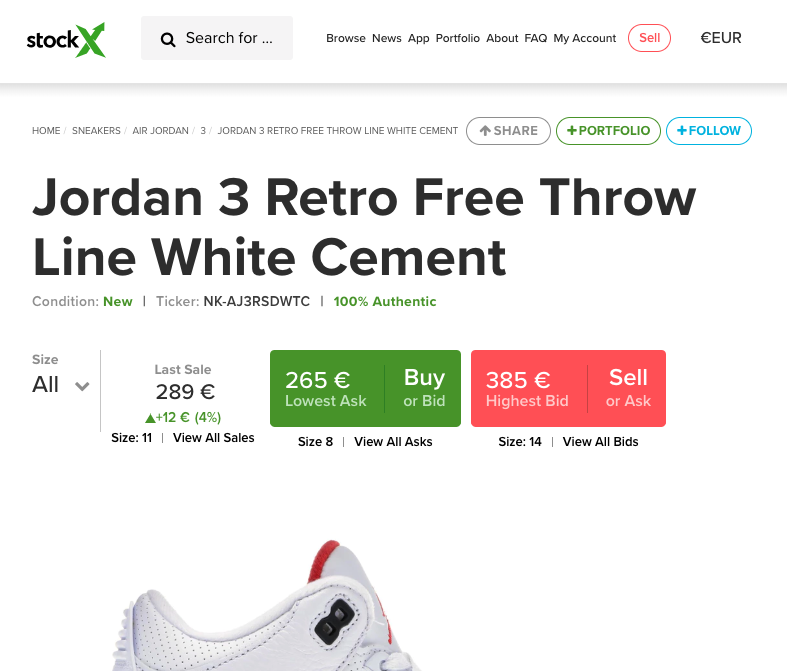 stockX Search for ... Browse News App Portfolio About FAQ My Account Sell €EUR
HOME / SNEAKERS / AIR JORDAN / 3 / JORDAN 3 RETRO FREE THROW LINE WHITE CEMENT SHARE +PORTFOLIO +FOLLOW
Jordan 3 Retro Free Throw
Line White Cement
Condition: New | Ticker: NK-AJ3RSDWTC | 100% Authentic
Size
All
Last Sale
289 €
▲+12 € (4%)
Size: 11 | View All Sales
265 €
Lowest Ask
Buy
or Bid
Size 8 | View All Asks
385 €
Highest Bid
Sell
or Ask
Size: 14 | View All Bids